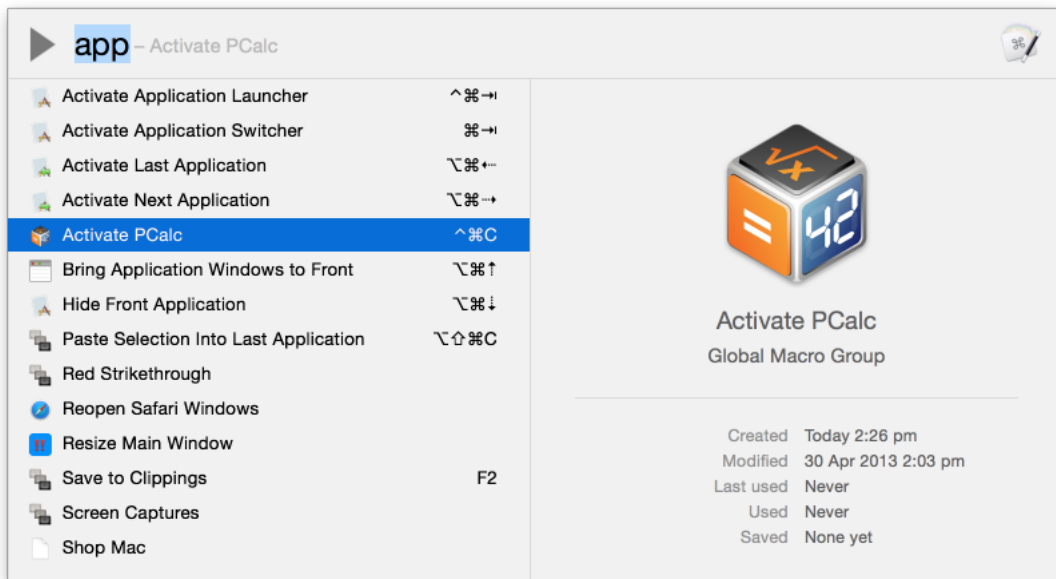 app – Activate PCalc
Activate Application Launcher ⌃⌘⇥
Activate Application Switcher ⌘⇥
Activate Last Application ⌥⌘⇠
Activate Next Application ⌥⌘⇢
Activate PCalc ⌃⌘C
Bring Application Windows to Front ⌥⌘↑
Hide Front Application ⌥⌘⇣
Paste Selection Into Last Application ⌥⇧⌘C
Red Strikethrough
Reopen Safari Windows
Resize Main Window
Save to Clippings F2
Screen Captures
Shop Mac
√x
= 42
Activate PCalc
Global Macro Group
Created Today 2:26 pm
Modified 30 Apr 2013 2:03 pm
Last used Never
Used Never
Saved None yet